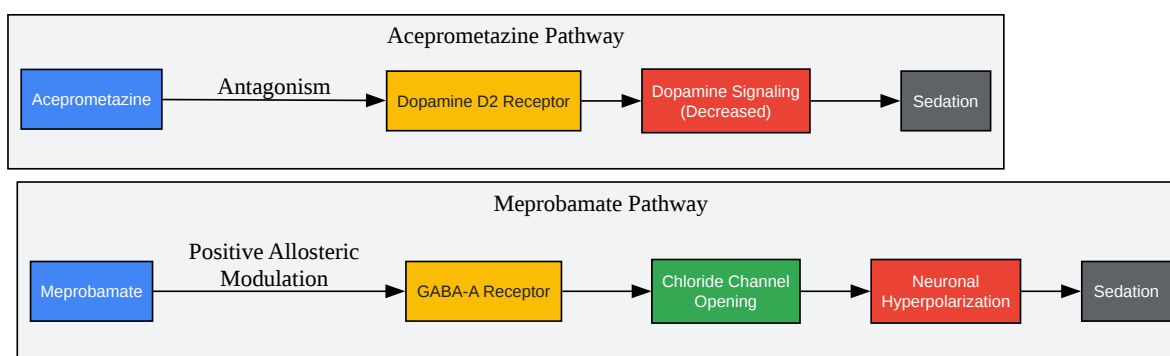 Aceprometazine Pathway
Aceprometazine
Antagonism
Dopamine D2 Receptor
Dopamine Signaling
(Decreased)
Sedation
Meprobamate Pathway
Meprobamate
Positive Allosteric
Modulation
GABA-A Receptor
Chloride Channel
Opening
Neuronal
Hyperpolarization
Sedation